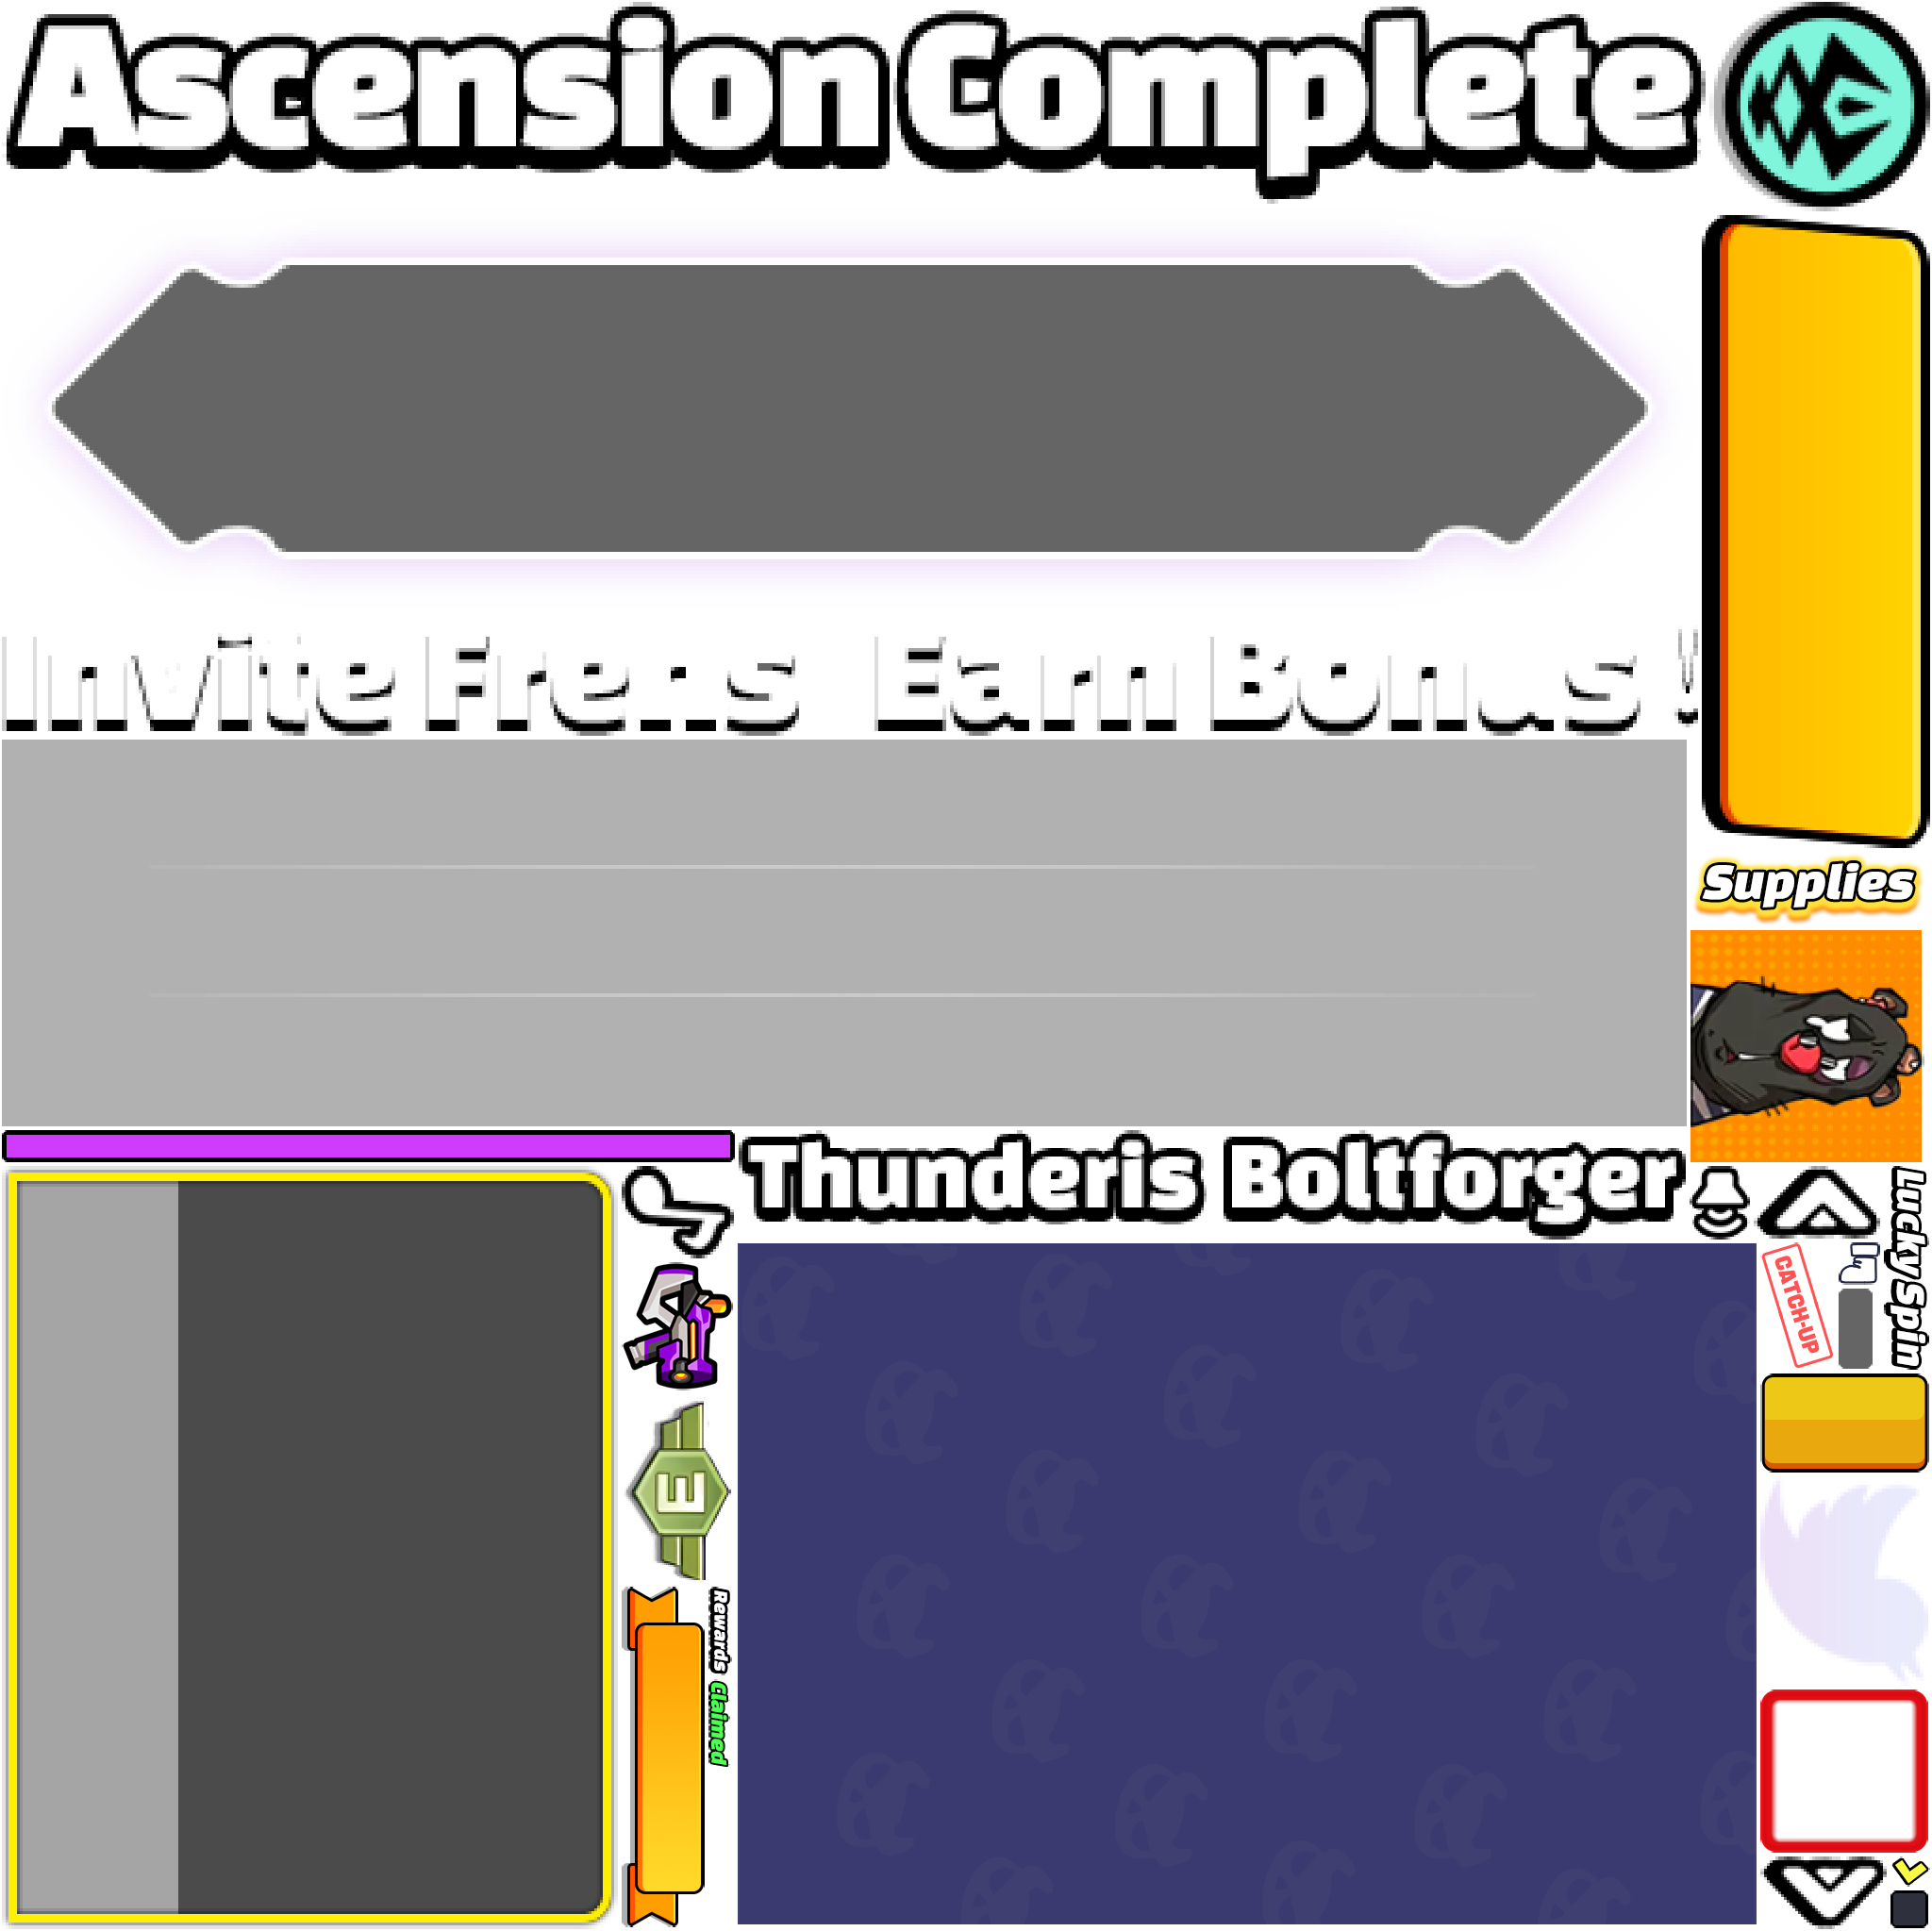 Ascension Complete
Invite Frens Earn Bonus
Supplies
Thunderis Boltforger
Lucky Spin
CATCH-UP
E
Rewards Claimed